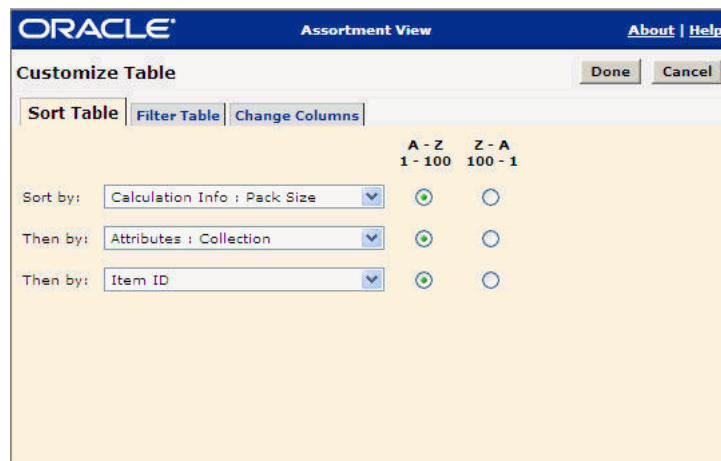 ORACLE Assortment View About | Help
Customize Table Done Cancel
Sort Table Filter Table Change Columns
A - Z Z - A
1 - 100 100 - 1
Sort by: Calculation Info : Pack Size
Then by: Attributes : Collection
Then by: Item ID